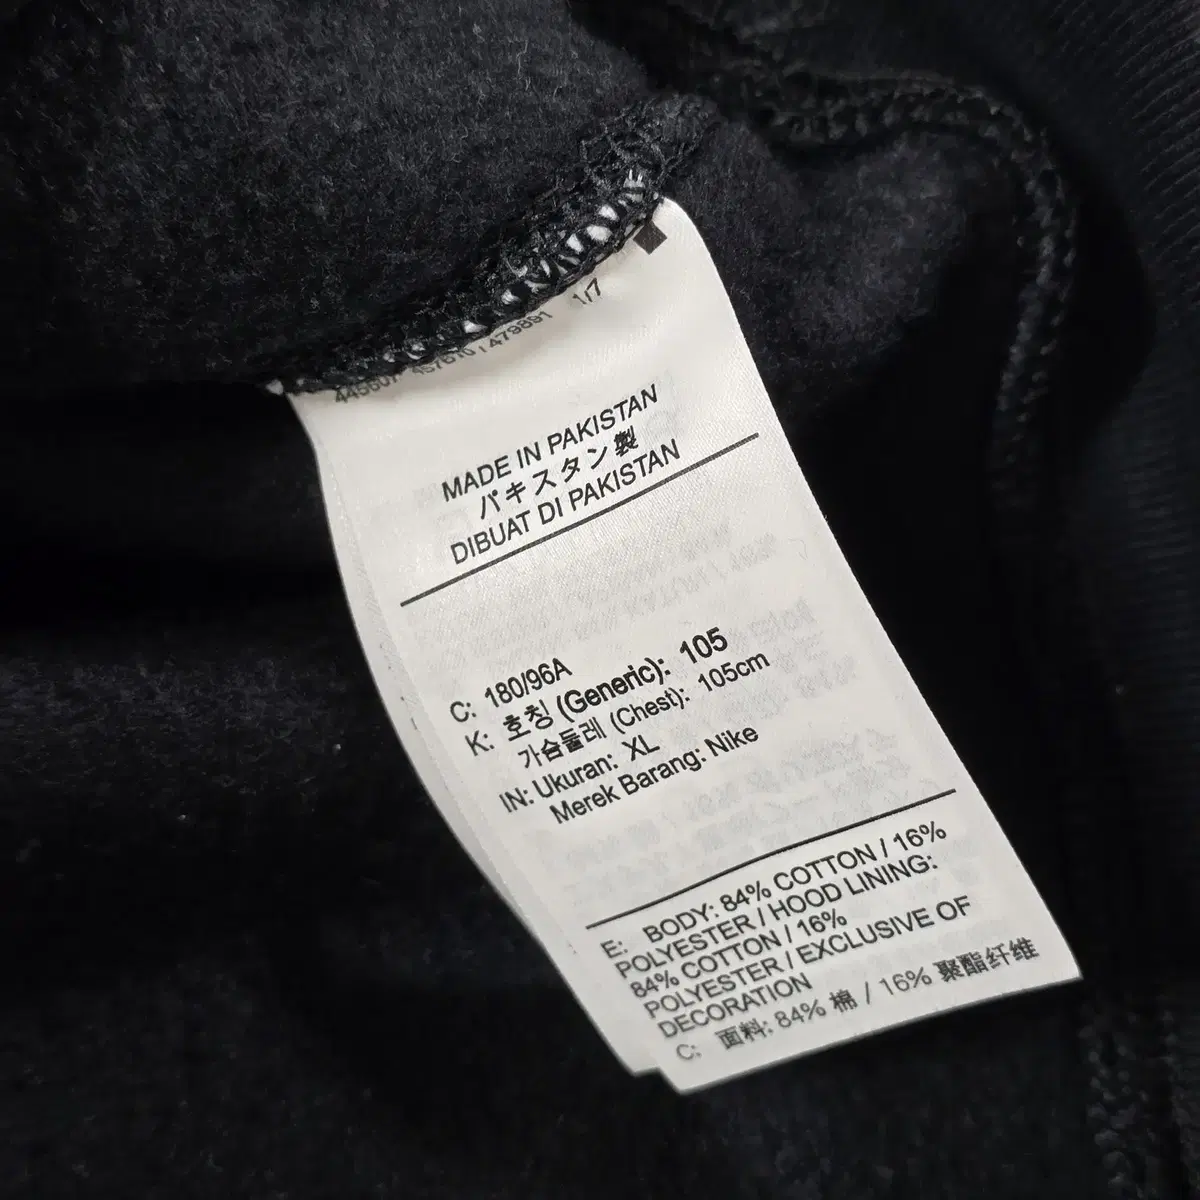 479891 1/7
MADE IN PAKISTAN
パキスタン製
DIBUAT DI PAKISTAN
C: 180/96A
K: 호칭 (Generic): 105
가슴둘레 (Chest): 105cm
IN: Ukuran: XL
Merek Barang: Nike
E: BODY: 84% COTTON / 16%
POLYESTER / HOOD LINING:
84% COTTON / 16%
POLYESTER / EXCLUSIVE OF
DECORATION
C: 面料: 84% 棉 / 16% 聚酯纤维